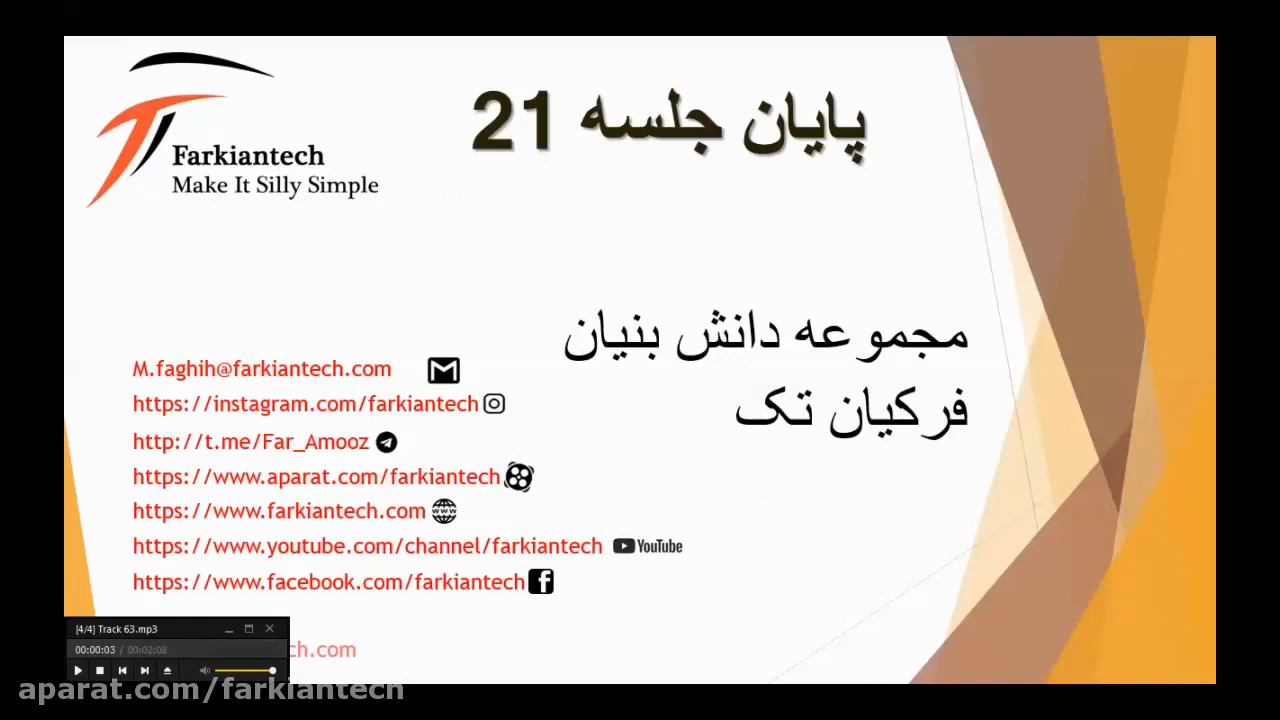 پایان جلسه 21
Farkiantech
Make It Silly Simple
مجموعه دانش بنیان
فرکیان تک
M.faghih@farkiantech.com
https://instagram.com/farkiantech
http://t.me/Far_Amooz
https://www.aparat.com/farkiantech
https://www.farkiantech.com
https://www.youtube.com/channel/farkiantech YouTube
https://www.facebook.com/farkiantech
[4/4] Track 63.mp3
00:00:03 / 00:02:08
ch.com
aparat.com/farkiantech